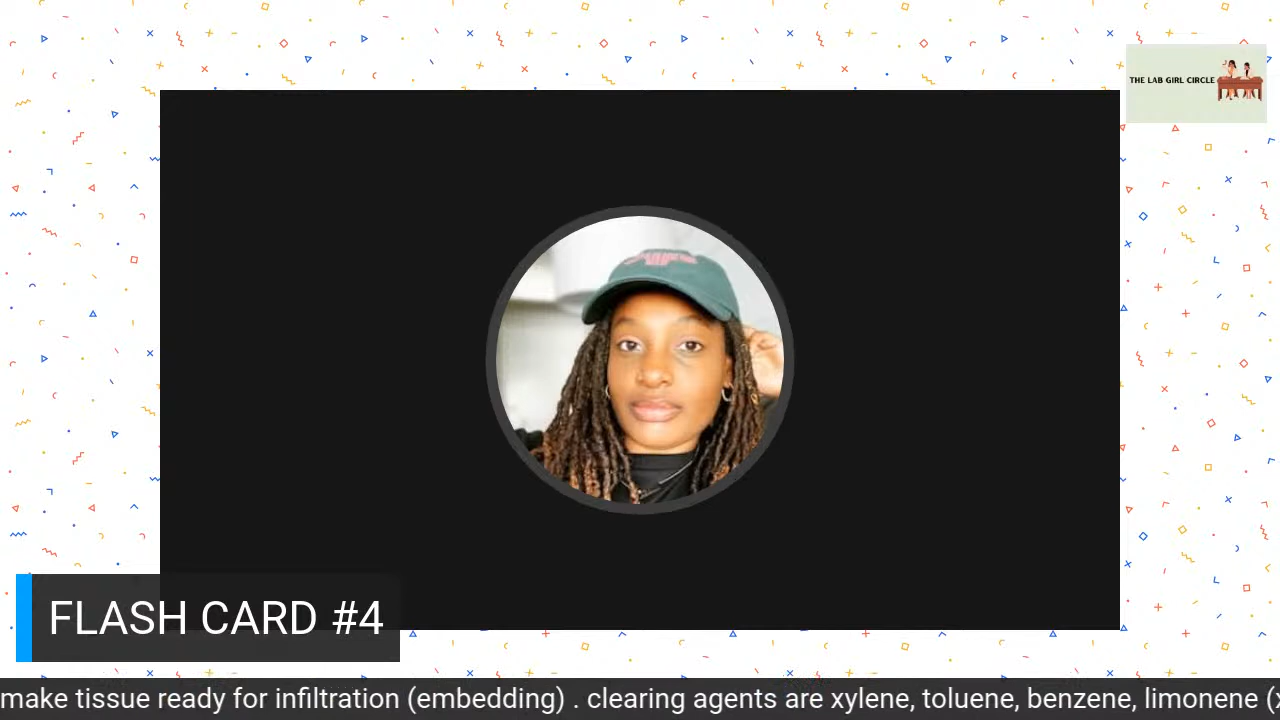 THE LAB GIRL CIRCLE
FLASH CARD #4
make tissue ready for infiltration (embedding) . clearing agents are xylene, toluene, benzene, limonene (